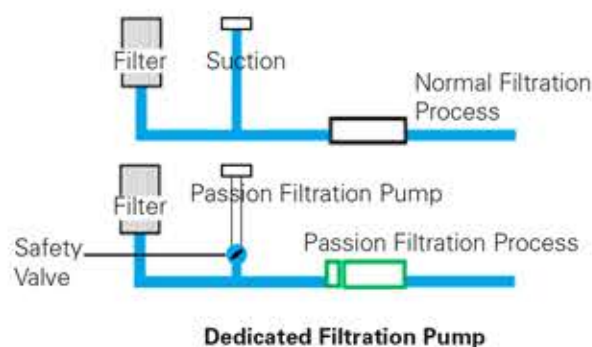 Filter
Suction
Normal Filtration
Process
Filter
Passion Filtration Pump
Safety
Valve
Passion Filtration Process
Dedicated Filtration Pump